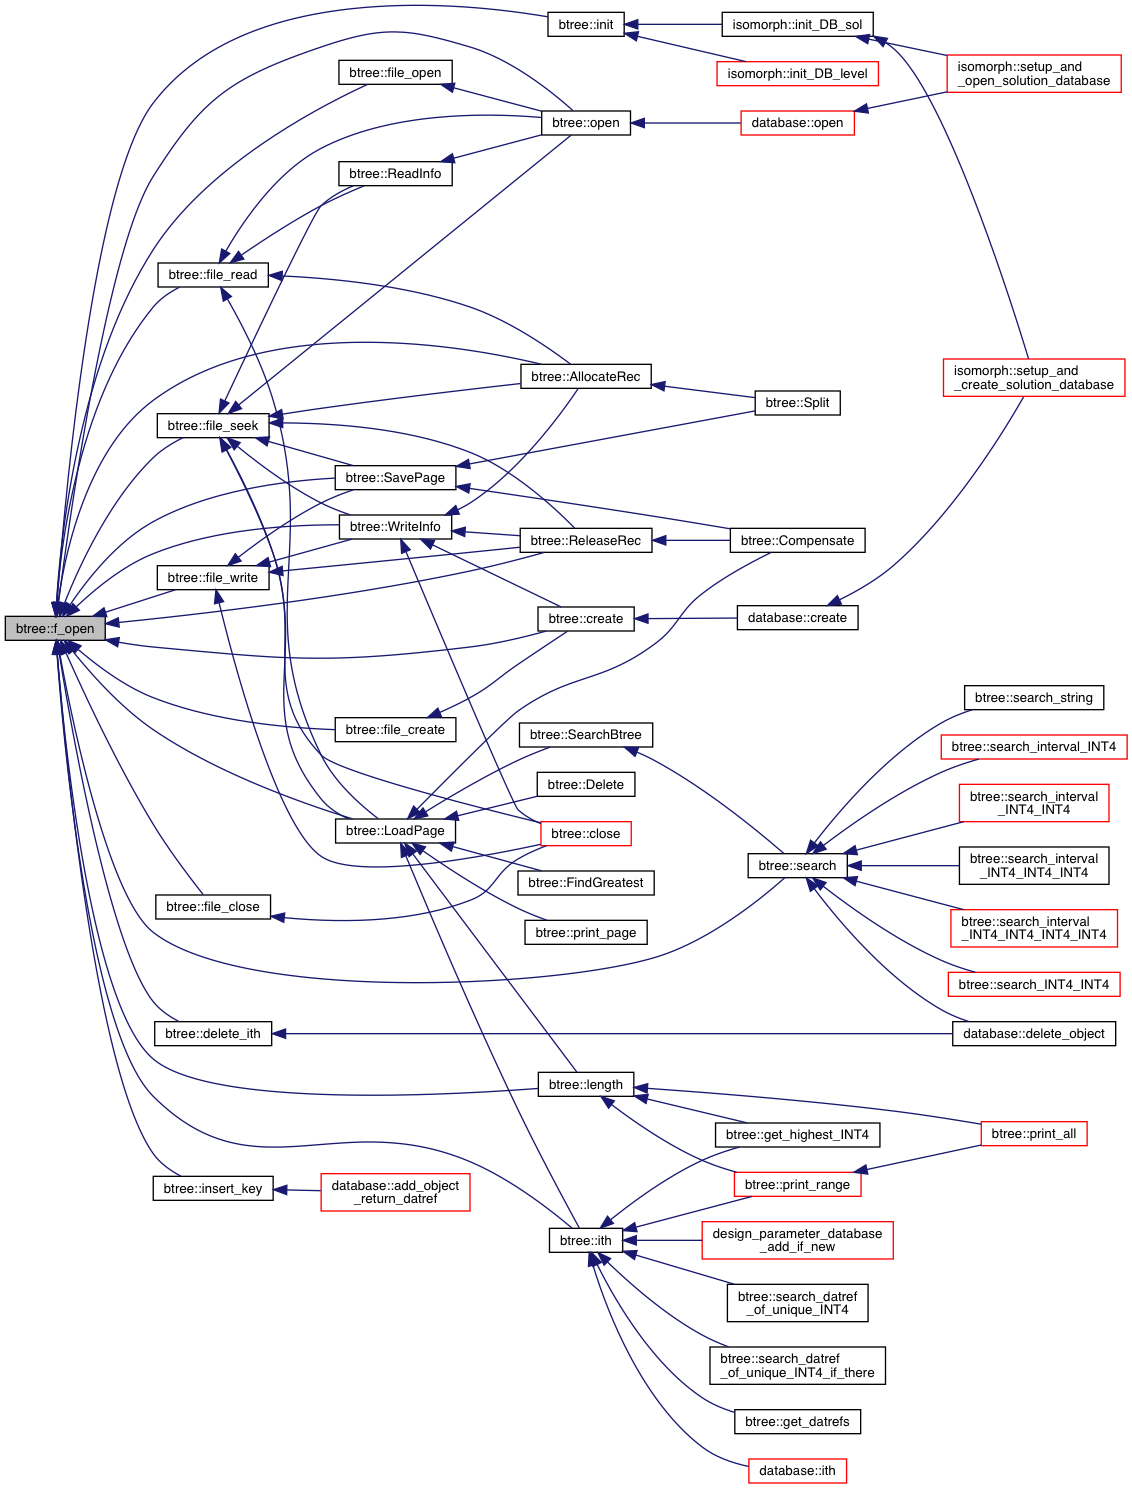 btree::init
isomorph::init_DB_sol
isomorph::setup_and
_open_solution_database
btree::file_open
isomorph::init_DB_level
btree::open
database::open
btree::ReadInfo
btree::file_read
btree::AllocateRec
isomorph::setup_and
_create_solution_database
btree::Split
btree::file_seek
btree::SavePage
btree::WriteInfo
btree::ReleaseRec
btree::Compensate
btree::file_write
btree::f_open
btree::create
database::create
btree::file_create
btree::SearchBtree
btree::search_string
btree::search_interval_INT4
btree::Delete
btree::search_interval
_INT4_INT4
btree::LoadPage
btree::close
btree::search
btree::search_interval
_INT4_INT4_INT4
btree::FindGreatest
btree::file_close
btree::print_page
btree::search_interval
_INT4_INT4_INT4_INT4
btree::search_INT4_INT4
btree::delete_ith
database::delete_object
btree::length
btree::get_highest_INT4
btree::print_all
btree::insert_key
database::add_object
_return_datref
btree::print_range
btree::ith
design_parameter_database
_add_if_new
btree::search_datref
_of_unique_INT4
btree::search_datref
_of_unique_INT4_if_there
btree::get_datrefs
database::ith